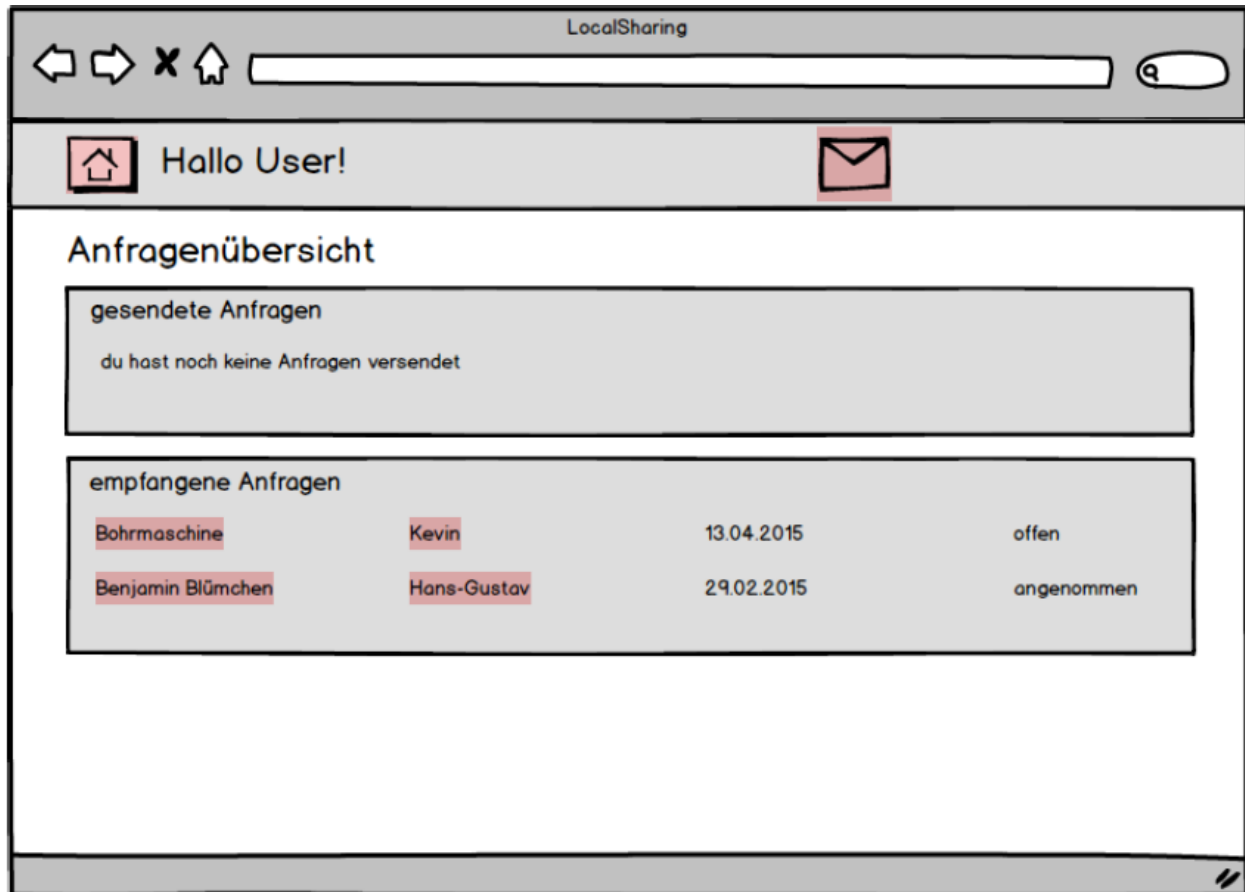 LocalSharing
Hallo User!
Anfragenübersicht
gesendete Anfragen
du hast noch keine Anfragen versendet
empfangene Anfragen
Bohrmaschine Kevin 13.04.2015 offen
Benjamin Blümchen Hans-Gustav 29.02.2015 angenommen